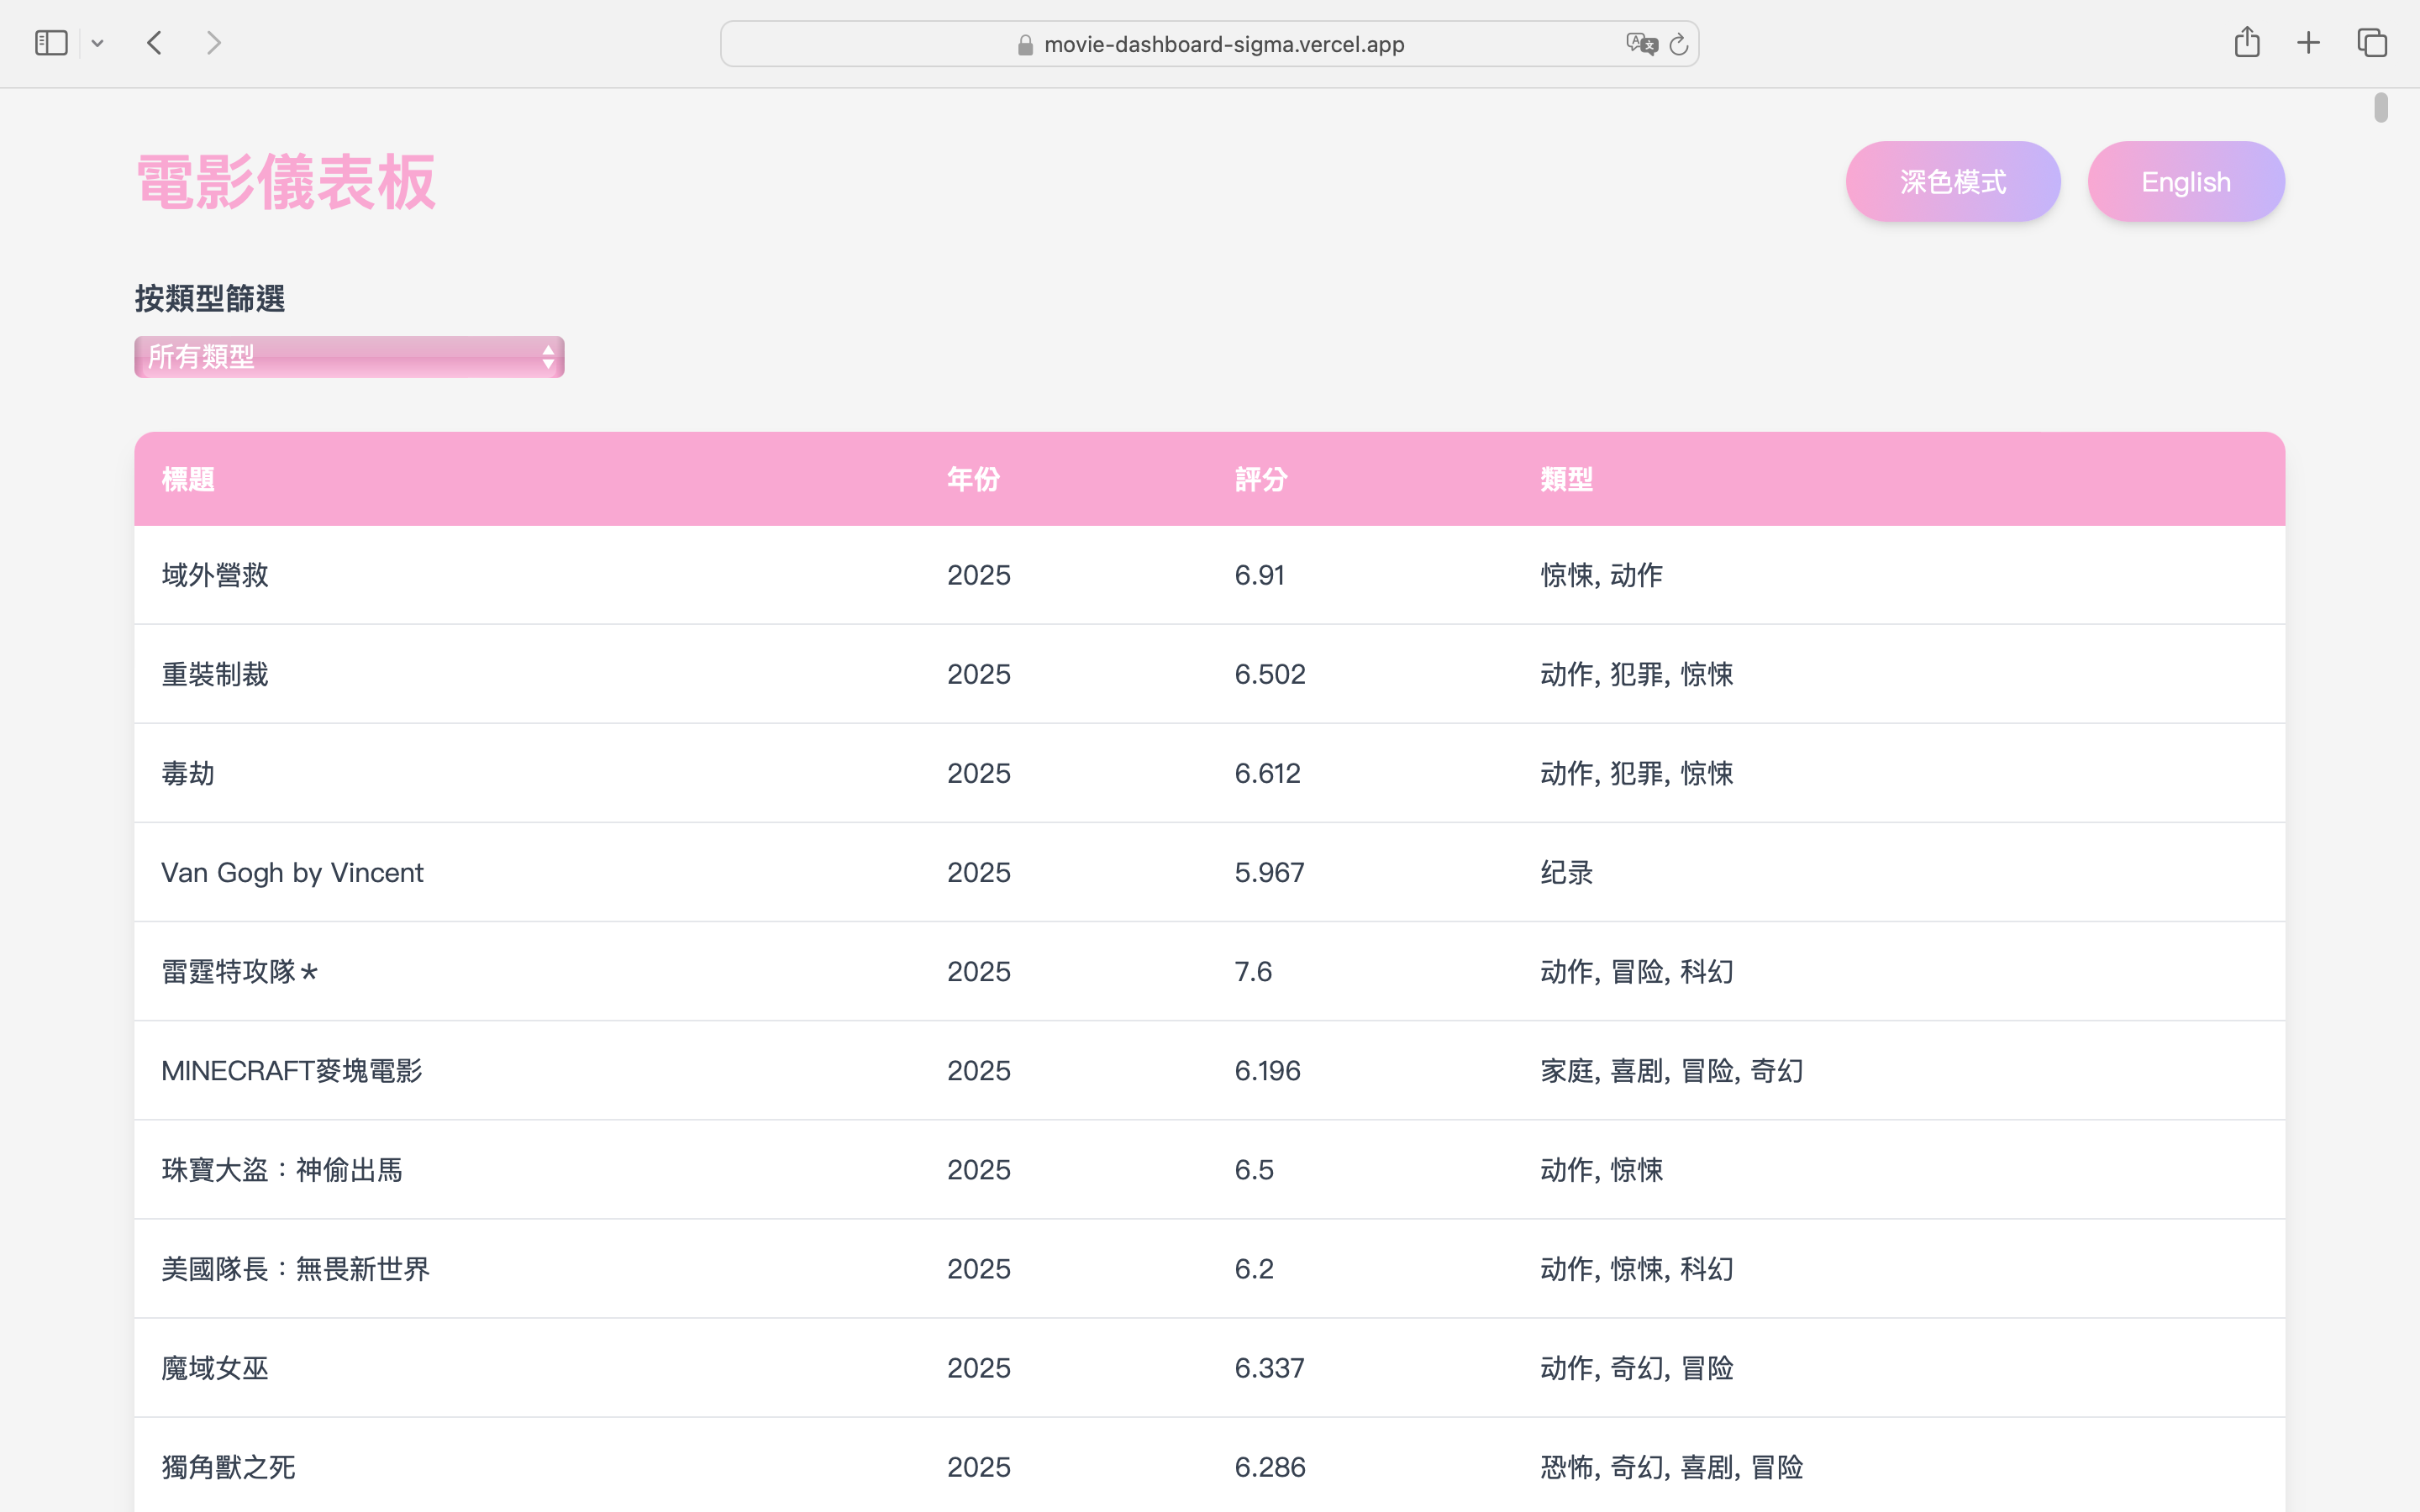 movie-dashboard-sigma.vercel.app
電影儀表板
深色模式 English
按類型篩選
所有類型
標題 年份 評分 類型
域外營救 2025 6.91 惊悚, 动作
重裝制裁 2025 6.502 动作, 犯罪, 惊悚
毒劫 2025 6.612 动作, 犯罪, 惊悚
Van Gogh by Vincent 2025 5.967 纪录
雷霆特攻隊* 2025 7.6 动作, 冒险, 科幻
MINECRAFT麥塊電影 2025 6.196 家庭, 喜剧, 冒险, 奇幻
珠寶大盜：神偷出馬 2025 6.5 动作, 惊悚
美國隊長：無畏新世界 2025 6.2 动作, 惊悚, 科幻
魔域女巫 2025 6.337 动作, 奇幻, 冒险
獨角獸之死 2025 6.286 恐怖, 奇幻, 喜剧, 冒险